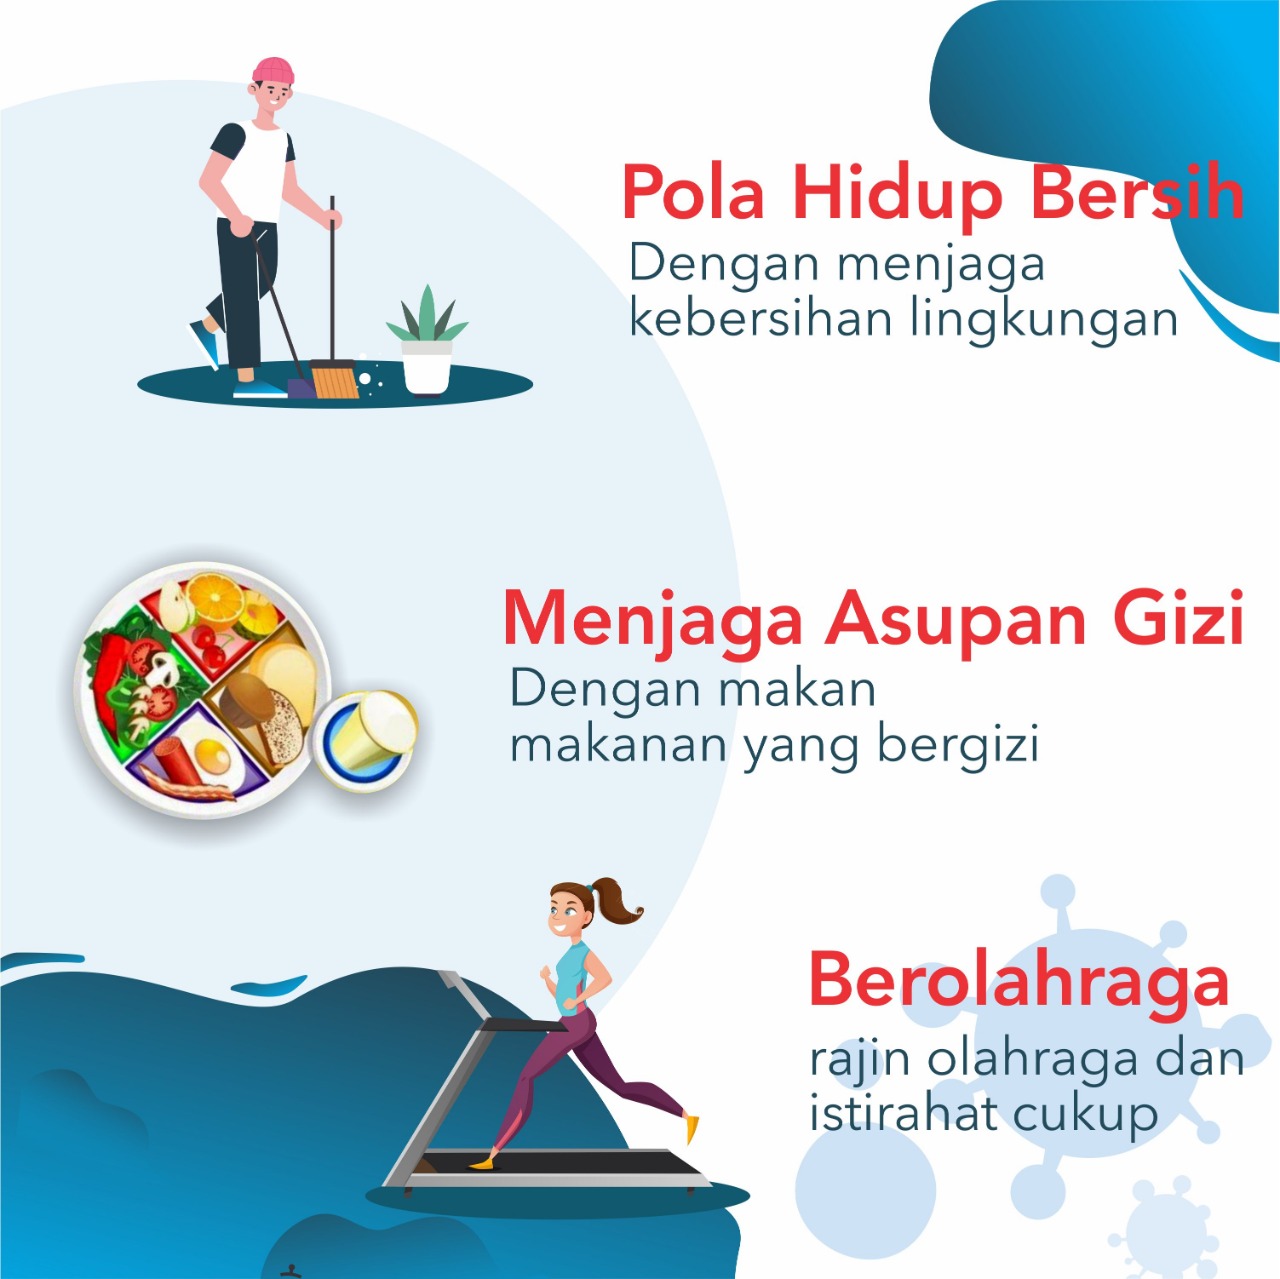 Pola Hidup Bersih
Dengan menjaga
kebersihan lingkungan
Menjaga Asupan Gizi
Dengan makan
makanan yang bergizi
Berolahraga
rajin olahraga dan
istirahat cukup